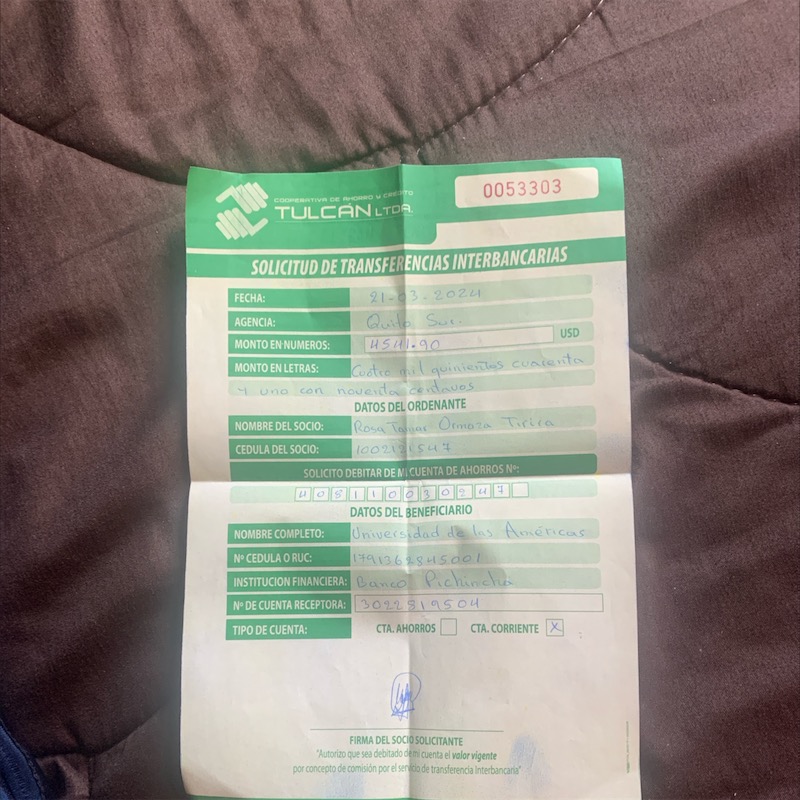 COOPERATIVA DE AHORRO Y CREDITO
TULCÁN LTDA.
0053303
SOLICITUD DE TRANSFERENCIAS INTERBANCARIAS
FECHA: 21-03-2024
AGENCIA: Quito Sur.
MONTO EN NUMEROS: 4541.90 USD
MONTO EN LETRAS: Cuatro mil quinientos cuarenta
y uno con noventa centavos
DATOS DEL ORDENANTE
NOMBRE DEL SOCIO: Rosa Tamar Ormaza Tirira
CEDULA DEL SOCIO: 1002121547
SOLICITO DEBITAR DE MI CUENTA DE AHORROS Nº:
408110030247
DATOS DEL BENEFICIARIO
NOMBRE COMPLETO: Universidad de las Américas
Nº CEDULA O RUC: 1791362845001
INSTITUCION FINANCIERA: Banco Pichincha
Nº DE CUENTA RECEPTORA: 3022819504
TIPO DE CUENTA: CTA. AHORROS CTA. CORRIENTE X
FIRMA DEL SOCIO SOLICITANTE
"Autorizo que sea debitado de mi cuenta el valor vigente
por concepto de comisión por el servicio de transferencia Interbancaria"